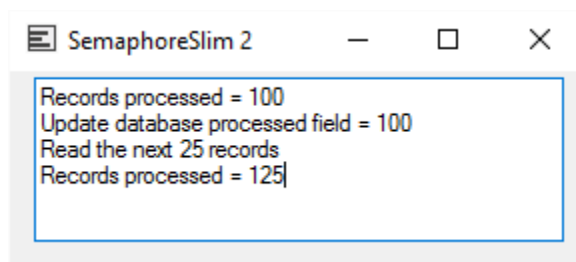 SemaphoreSlim 2
Records processed = 100
Update database processed field = 100
Read the next 25 records
Records processed = 125